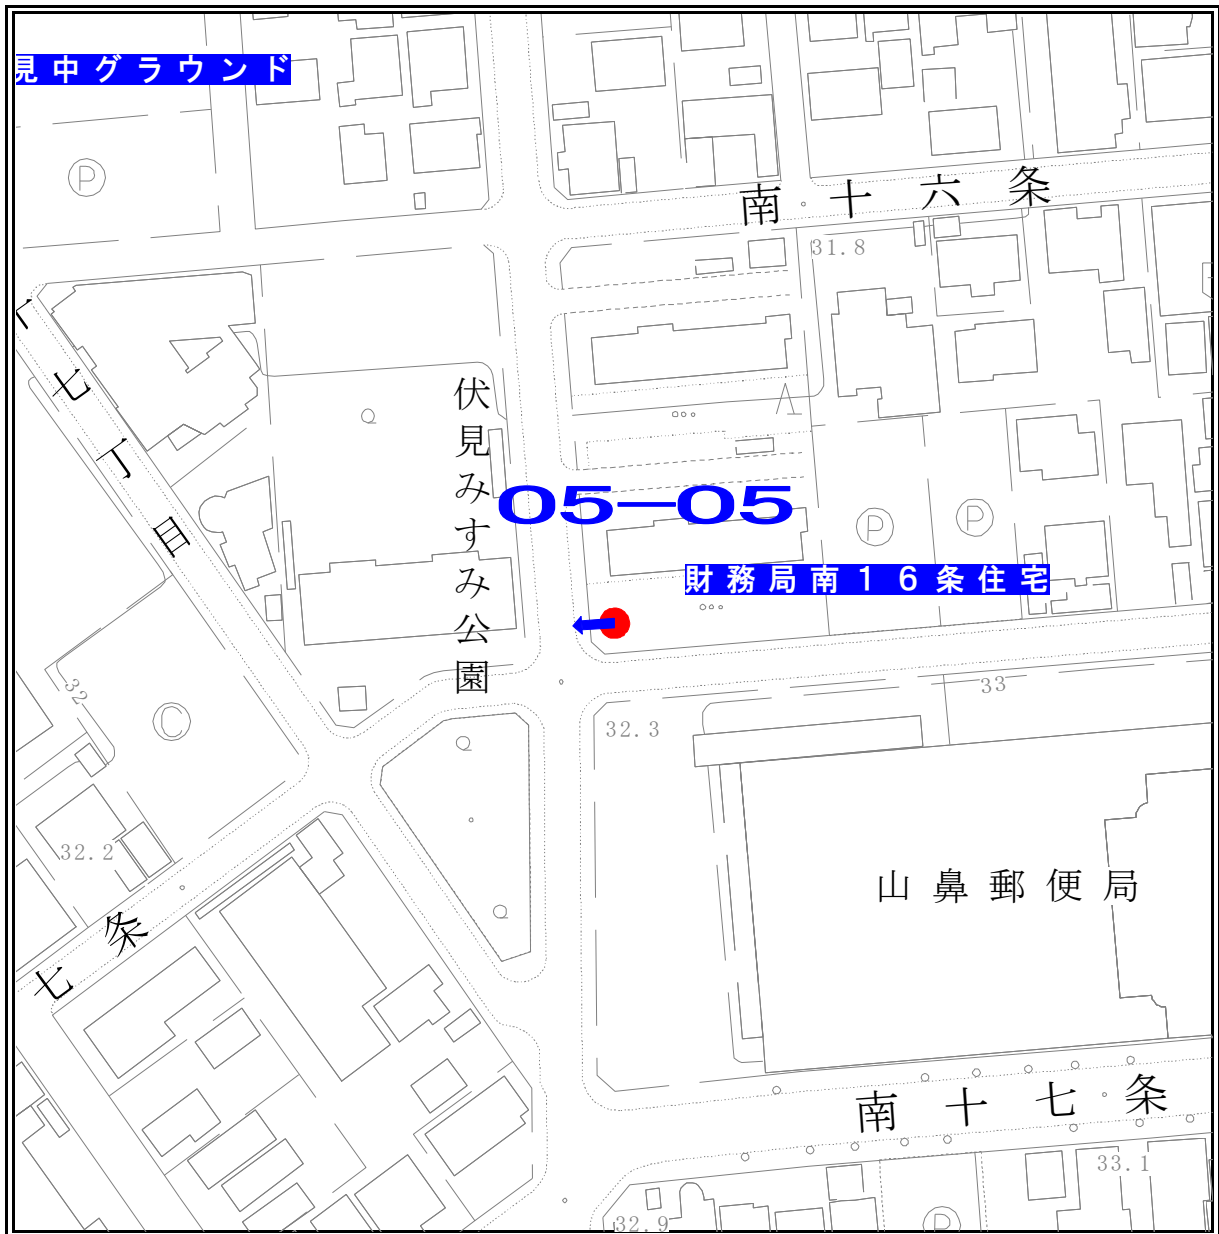 見中グラウンド
P
南十六条
31.8
丁七丁目
伏見みすみ公園
05-05
P
P
財務局南16条住宅
32
C
33
32.3
32.2
山鼻郵便局
七条
南十七条
33.1
32.9
P